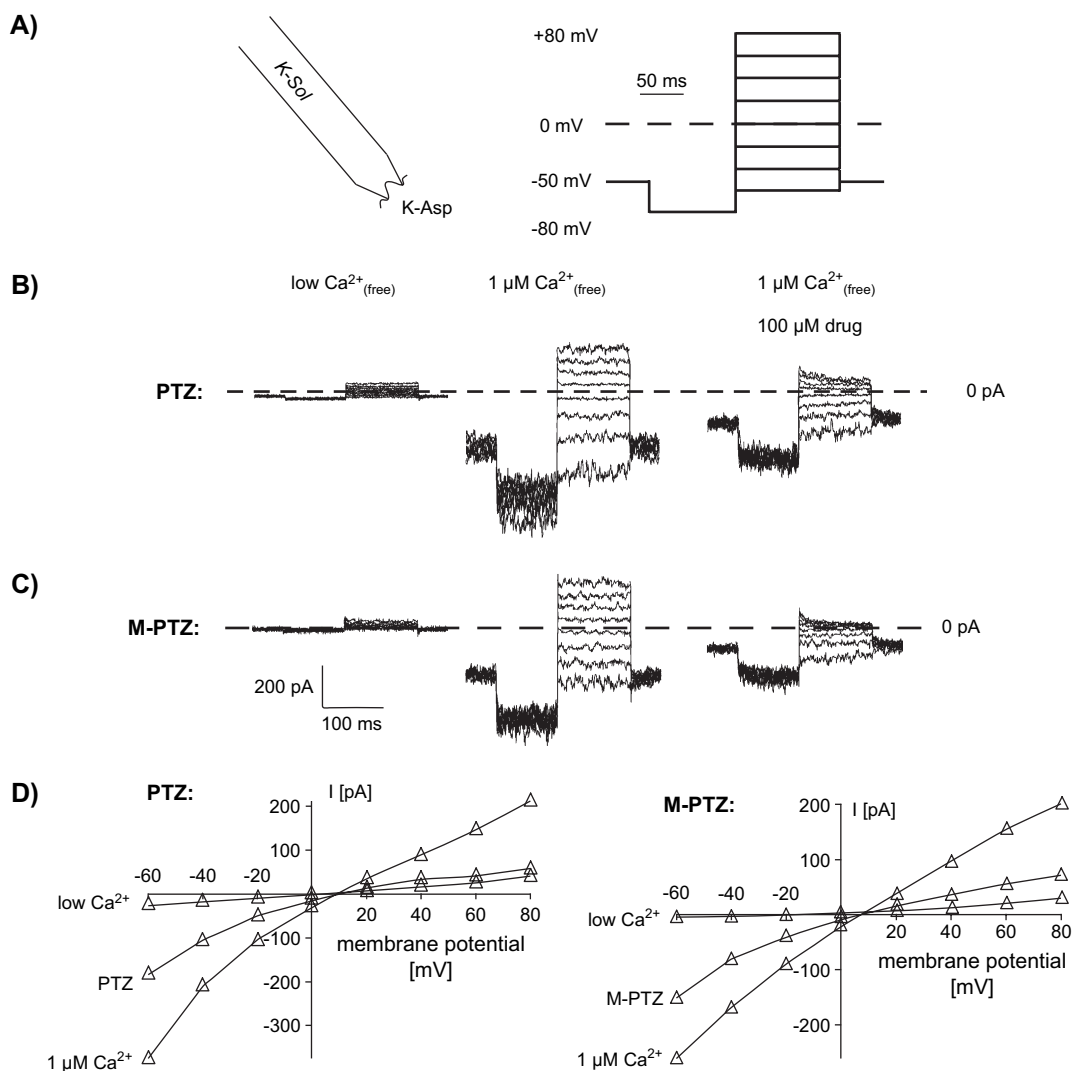 A)
K-Sol
K-Asp
+80 mV
50 ms
0 mV
-50 mV
-80 mV
B)
low Ca²⁺(free)
1 µM Ca²⁺(free)
1 µM Ca²⁺(free)
100 µM drug
PTZ:
0 pA
C)
M-PTZ:
0 pA
200 pA
100 ms
D)
PTZ:
I [pA]
200
100
-60
-40
-20
low Ca²⁺
20
40
60
80
-100
membrane potential
[mV]
PTZ
-200
-300
1 µM Ca²⁺
M-PTZ:
I [pA]
200
100
-60
-40
-20
low Ca²⁺
20
40
60
80
membrane potential
[mV]
-100
M-PTZ
-200
1 µM Ca²⁺